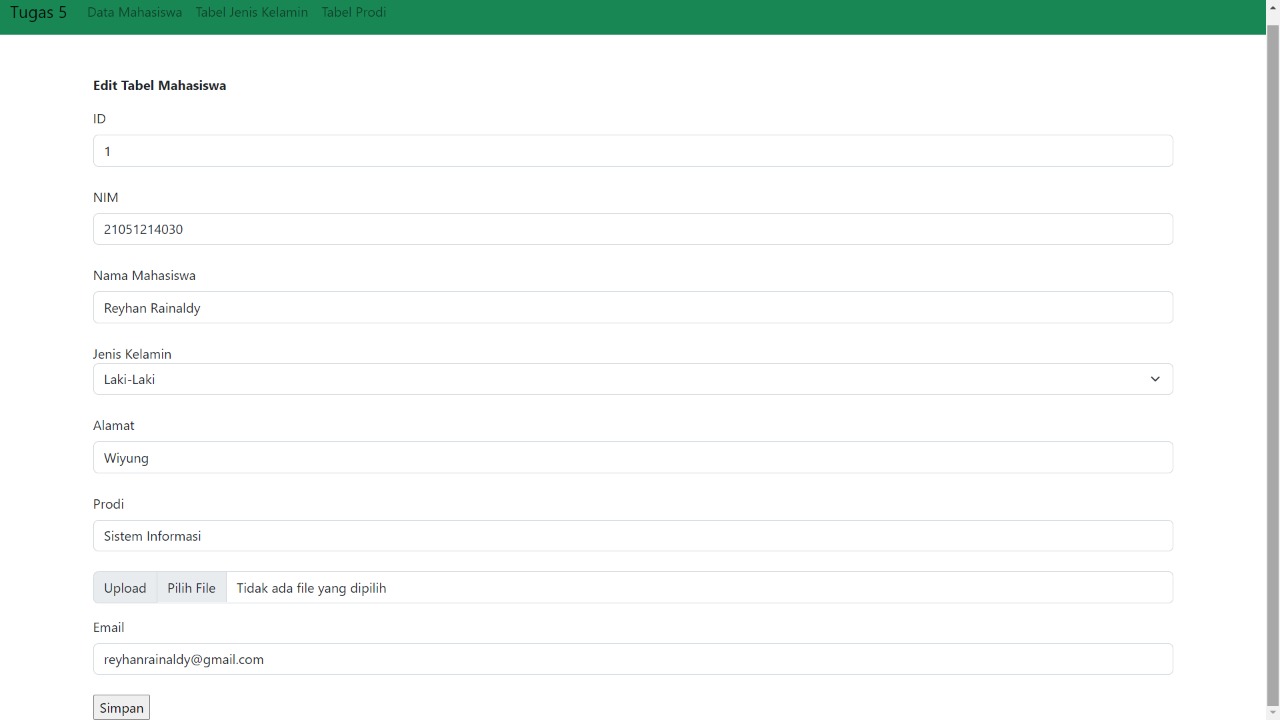 Tugas 5 Data Mahasiswa Tabel Jenis Kelamin Tabel Prodi
Edit Tabel Mahasiswa
ID
1
NIM
21051214030
Nama Mahasiswa
Reyhan Rainaldy
Jenis Kelamin
Laki-Laki
Alamat
Wiyung
Prodi
Sistem Informasi
Upload Pilih File Tidak ada file yang dipilih
Email
reyhanrainaldy@gmail.com
Simpan